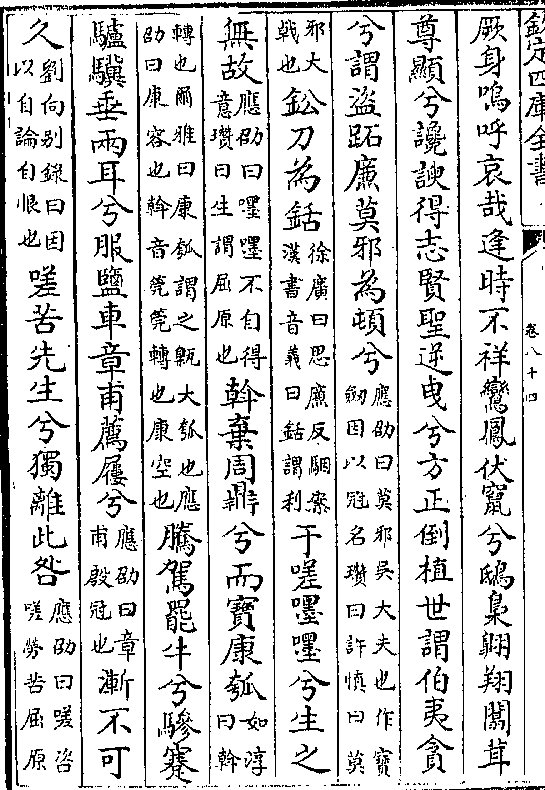 欽定四庫全書
卷八十四
厥身嗚呼哀哉逢時不祥鸞鳳伏竄兮鴟梟翺翔闒茸
尊顯兮讒諛得志賢聖逆曳兮方正倒植世謂伯夷貪
兮謂盜跖廉莫邪為頓兮應劭曰莫邪吳大夫也作寶劒因以冠名瓚曰許慎曰莫
邪大戟也鈆刀為銛徐廣曰思廉反駰案漢書音義曰銛謂利于嗟嚜嚜兮生之
無故應劭曰嚜嚜不自得意瓚曰生謂屈原也斡棄周鼎兮而寶康瓠如淳曰斡
轉也爾雅曰康瓠謂之甈大瓠也應劭曰康容也斡音筦筦轉也康空也騰駕罷牛兮驂蹇
驢驥垂兩耳兮服鹽車章甫薦屨兮應劭曰章甫殷冠也漸不可
久劉向别錄曰因以自論自恨也嗟苦先生兮獨離此咎應劭曰嗟咨嗟勞苦屈原